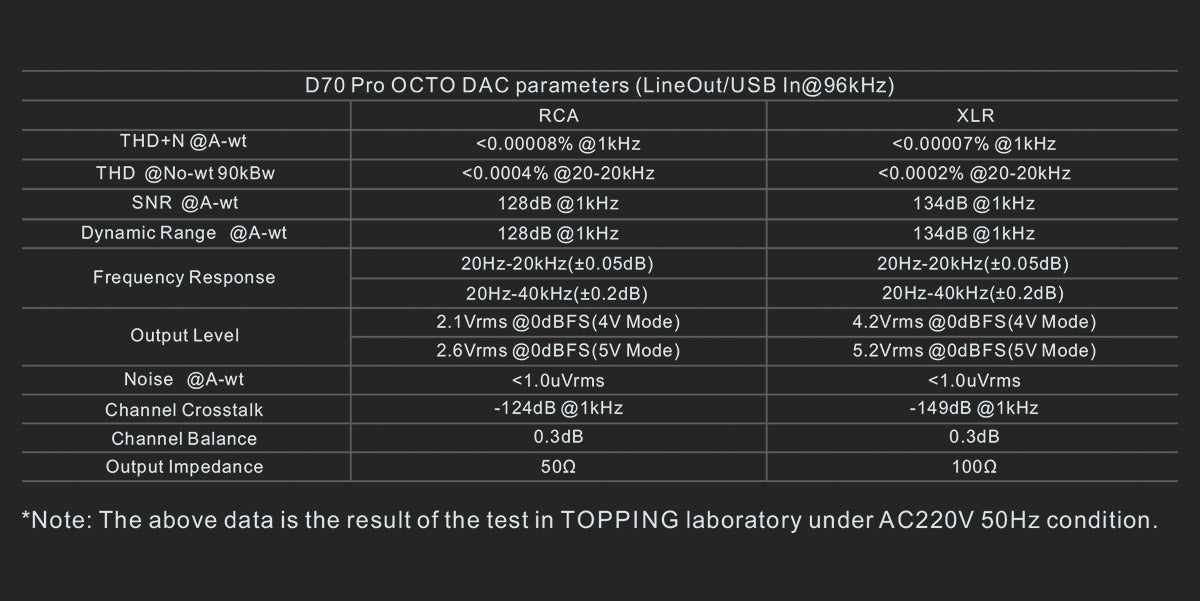 D70 Pro OCTO DAC parameters (LineOut/USB In@96kHz)
RCA XLR
THD+N @A-wt <0.00008% @1kHz <0.00007% @1kHz
THD @No-wt 90kBw <0.0004% @20-20kHz <0.0002% @20-20kHz
SNR @A-wt 128dB @1kHz 134dB @1kHz
Dynamic Range @A-wt 128dB @1kHz 134dB @1kHz
Frequency Response 20Hz-20kHz(±0.05dB) 20Hz-20kHz(±0.05dB)
20Hz-40kHz(±0.2dB) 20Hz-40kHz(±0.2dB)
Output Level 2.1Vrms @0dBFS(4V Mode) 4.2Vrms @0dBFS(4V Mode)
2.6Vrms @0dBFS(5V Mode) 5.2Vrms @0dBFS(5V Mode)
Noise @A-wt <1.0uVrms <1.0uVrms
Channel Crosstalk -124dB @1kHz -149dB @1kHz
Channel Balance 0.3dB 0.3dB
Output Impedance 50Ω 100Ω
*Note: The above data is the result of the test in TOPPING laboratory under AC220V 50Hz condition.